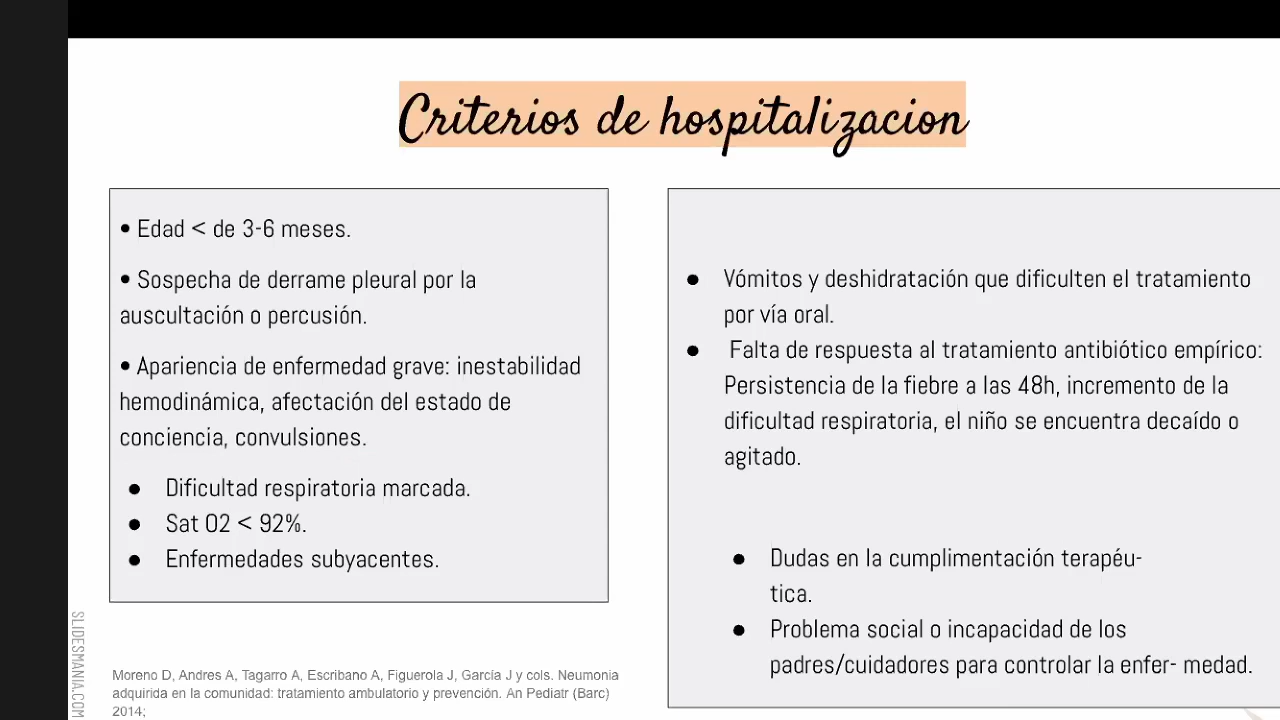 Criterios de hospitalizacion
• Edad < de 3-6 meses.
• Sospecha de derrame pleural por la
auscultación o percusión.
• Apariencia de enfermedad grave: inestabilidad
hemodinámica, afectación del estado de
conciencia, convulsiones.
● Dificultad respiratoria marcada.
● Sat O2 < 92%.
● Enfermedades subyacentes.
● Vómitos y deshidratación que dificulten el tratamiento
por vía oral.
● Falta de respuesta al tratamiento antibiótico empírico:
Persistencia de la fiebre a las 48h, incremento de la
dificultad respiratoria, el niño se encuentra decaído o
agitado.
● Dudas en la cumplimentación terapéu-
tica.
● Problema social o incapacidad de los
padres/cuidadores para controlar la enfer- medad.
Moreno D, Andres A, Tagarro A, Escribano A, Figuerola J, García J y cols. Neumonia
adquirida en la comunidad: tratamiento ambulatorio y prevención. An Pediatr (Barc)
2014;
SLIDESMANIA.COM